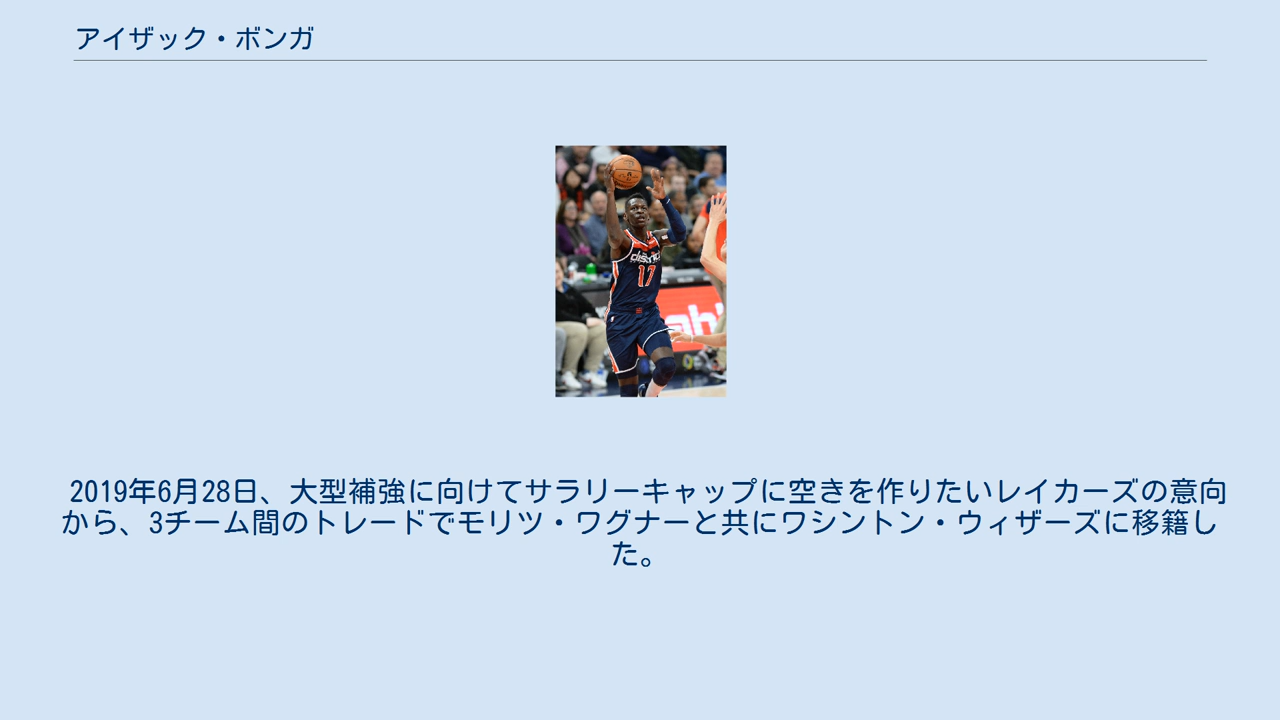 アイザック・ボンガ
district
17
ah!
2019年6月28日、大型補強に向けてサラリーキャップに空きを作りたいレイカーズの意向
から、3チーム間のトレードでモリツ・ワグナーと共にワシントン・ウィザーズに移籍し
た。